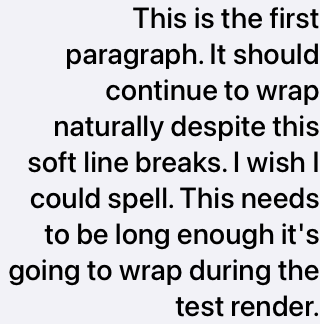 This is the first
paragraph. It should
continue to wrap
naturally despite this
soft line breaks. I wish I
could spell. This needs
to be long enough it's
going to wrap during the
test render.